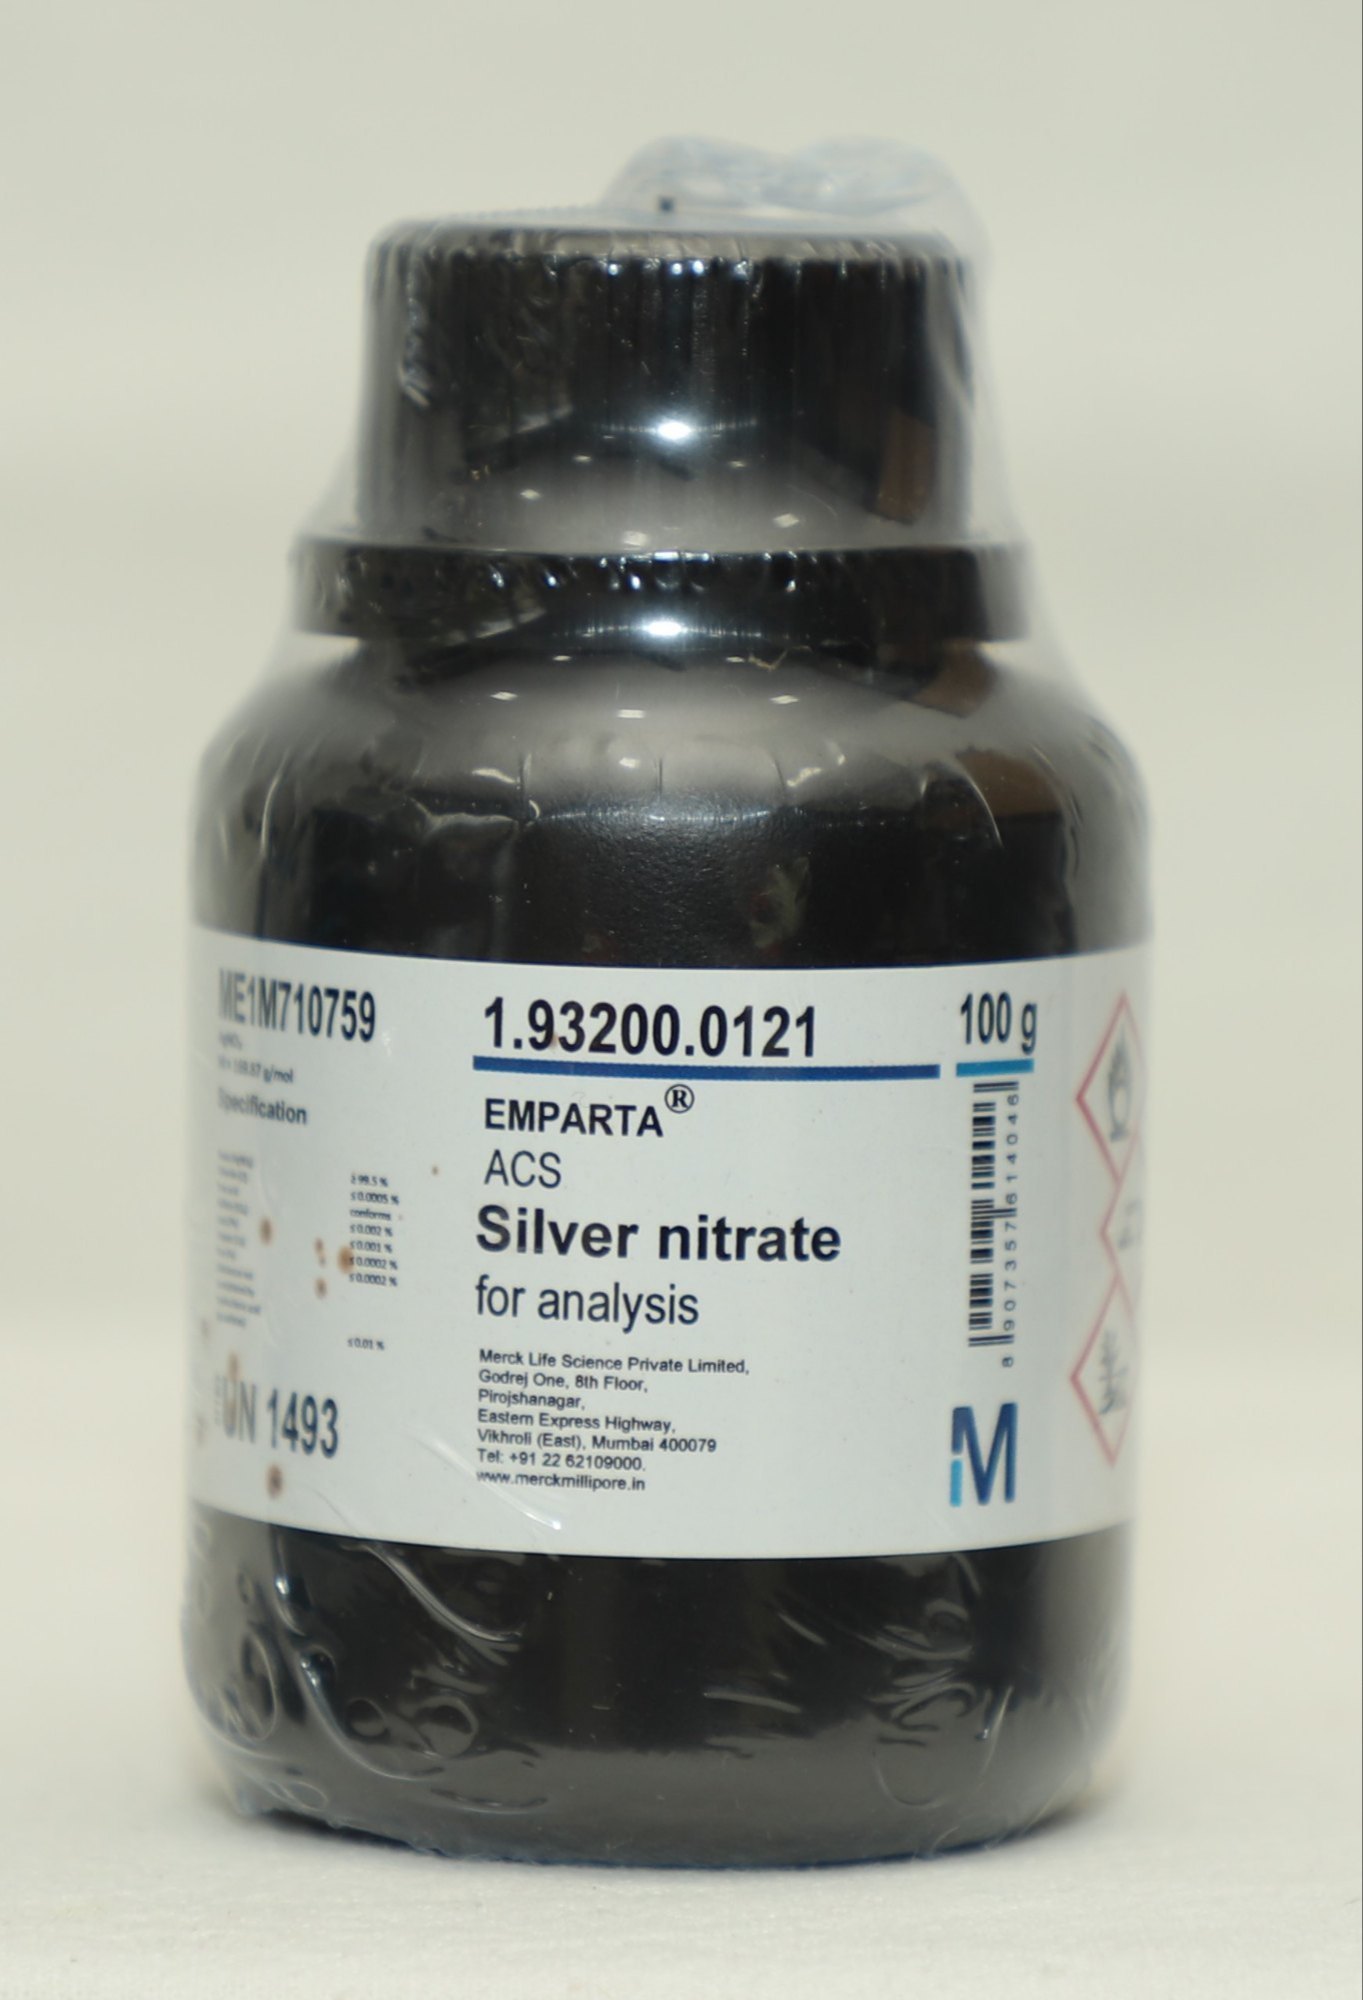 ME1M710759
g/mol
Specification
≥ 99.5 %
≤ 0.0005 %
conforms
≤ 0.002 %
≤ 0.001 %
≤ 0.0002 %
≤ 0.0002 %
≤ 0.01 %
UN 1493
1.93200.0121
EMPARTA®
ACS
Silver nitrate
for analysis
Merck Life Science Private Limited,
Godrej One, 8th Floor,
Pirojshanagar,
Eastern Express Highway,
Vikhroli (East), Mumbai 400079
Tel: +91 22 62109000.
www.merckmillipore.in
100 g
8 907357 614046
M